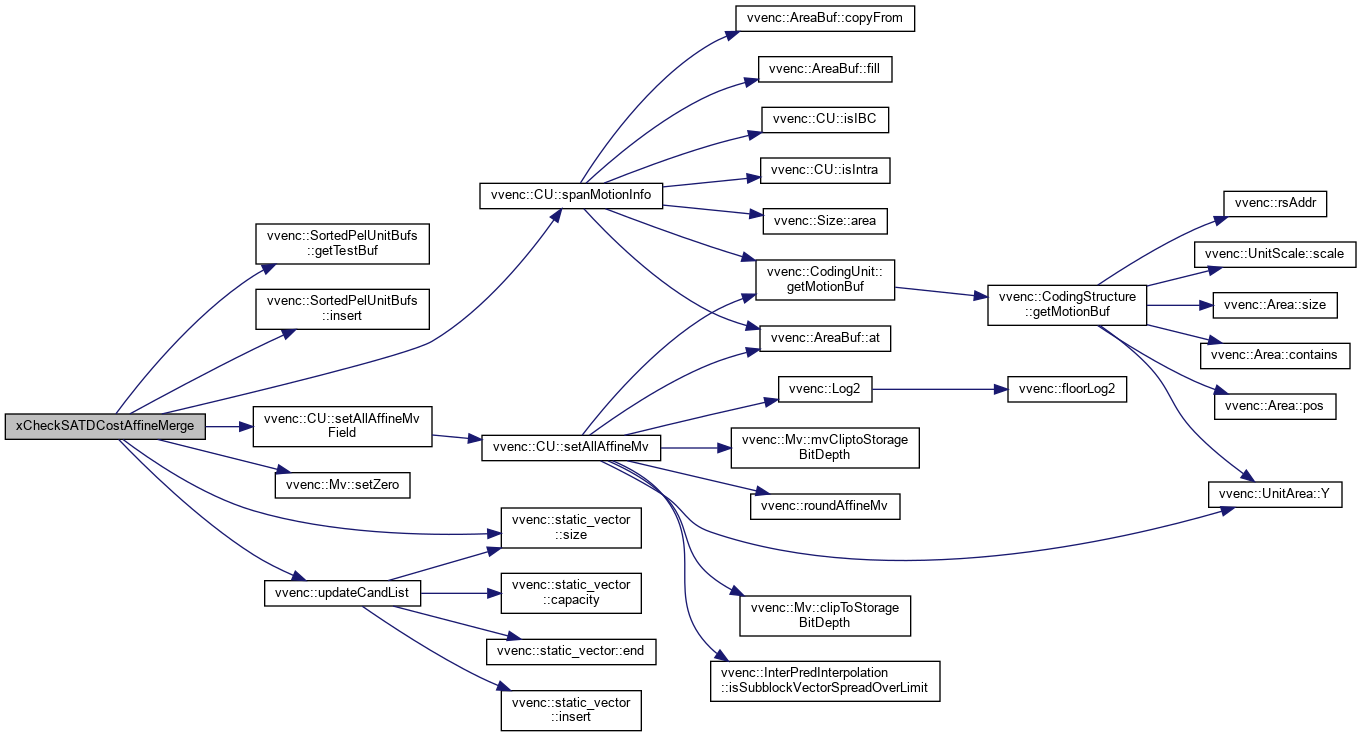 vvenc::AreaBuf::copyFrom
vvenc::AreaBuf::fill
vvenc::CU::isIBC
vvenc::CU::isIntra
vvenc::CU::spanMotionInfo
vvenc::Size::area
vvenc::rsAddr
vvenc::SortedPelUnitBufs
::getTestBuf
vvenc::UnitScale::scale
vvenc::CodingUnit::
getMotionBuf
vvenc::CodingStructure
::getMotionBuf
vvenc::Area::size
vvenc::SortedPelUnitBufs
::insert
vvenc::AreaBuf::at
vvenc::Area::contains
vvenc::Log2
vvenc::floorLog2
vvenc::Area::pos
xCheckSATDCostAffineMerge
vvenc::CU::setAllAffineMv
Field
vvenc::CU::setAllAffineMv
vvenc::Mv::mvCliptoStorage
BitDepth
vvenc::Mv::setZero
vvenc::roundAffineMv
vvenc::UnitArea::Y
vvenc::static_vector
::size
vvenc::updateCandList
vvenc::static_vector
::capacity
vvenc::Mv::clipToStorage
BitDepth
vvenc::static_vector::end
vvenc::InterPredInterpolation
::isSubblockVectorSpreadOverLimit
vvenc::static_vector
::insert